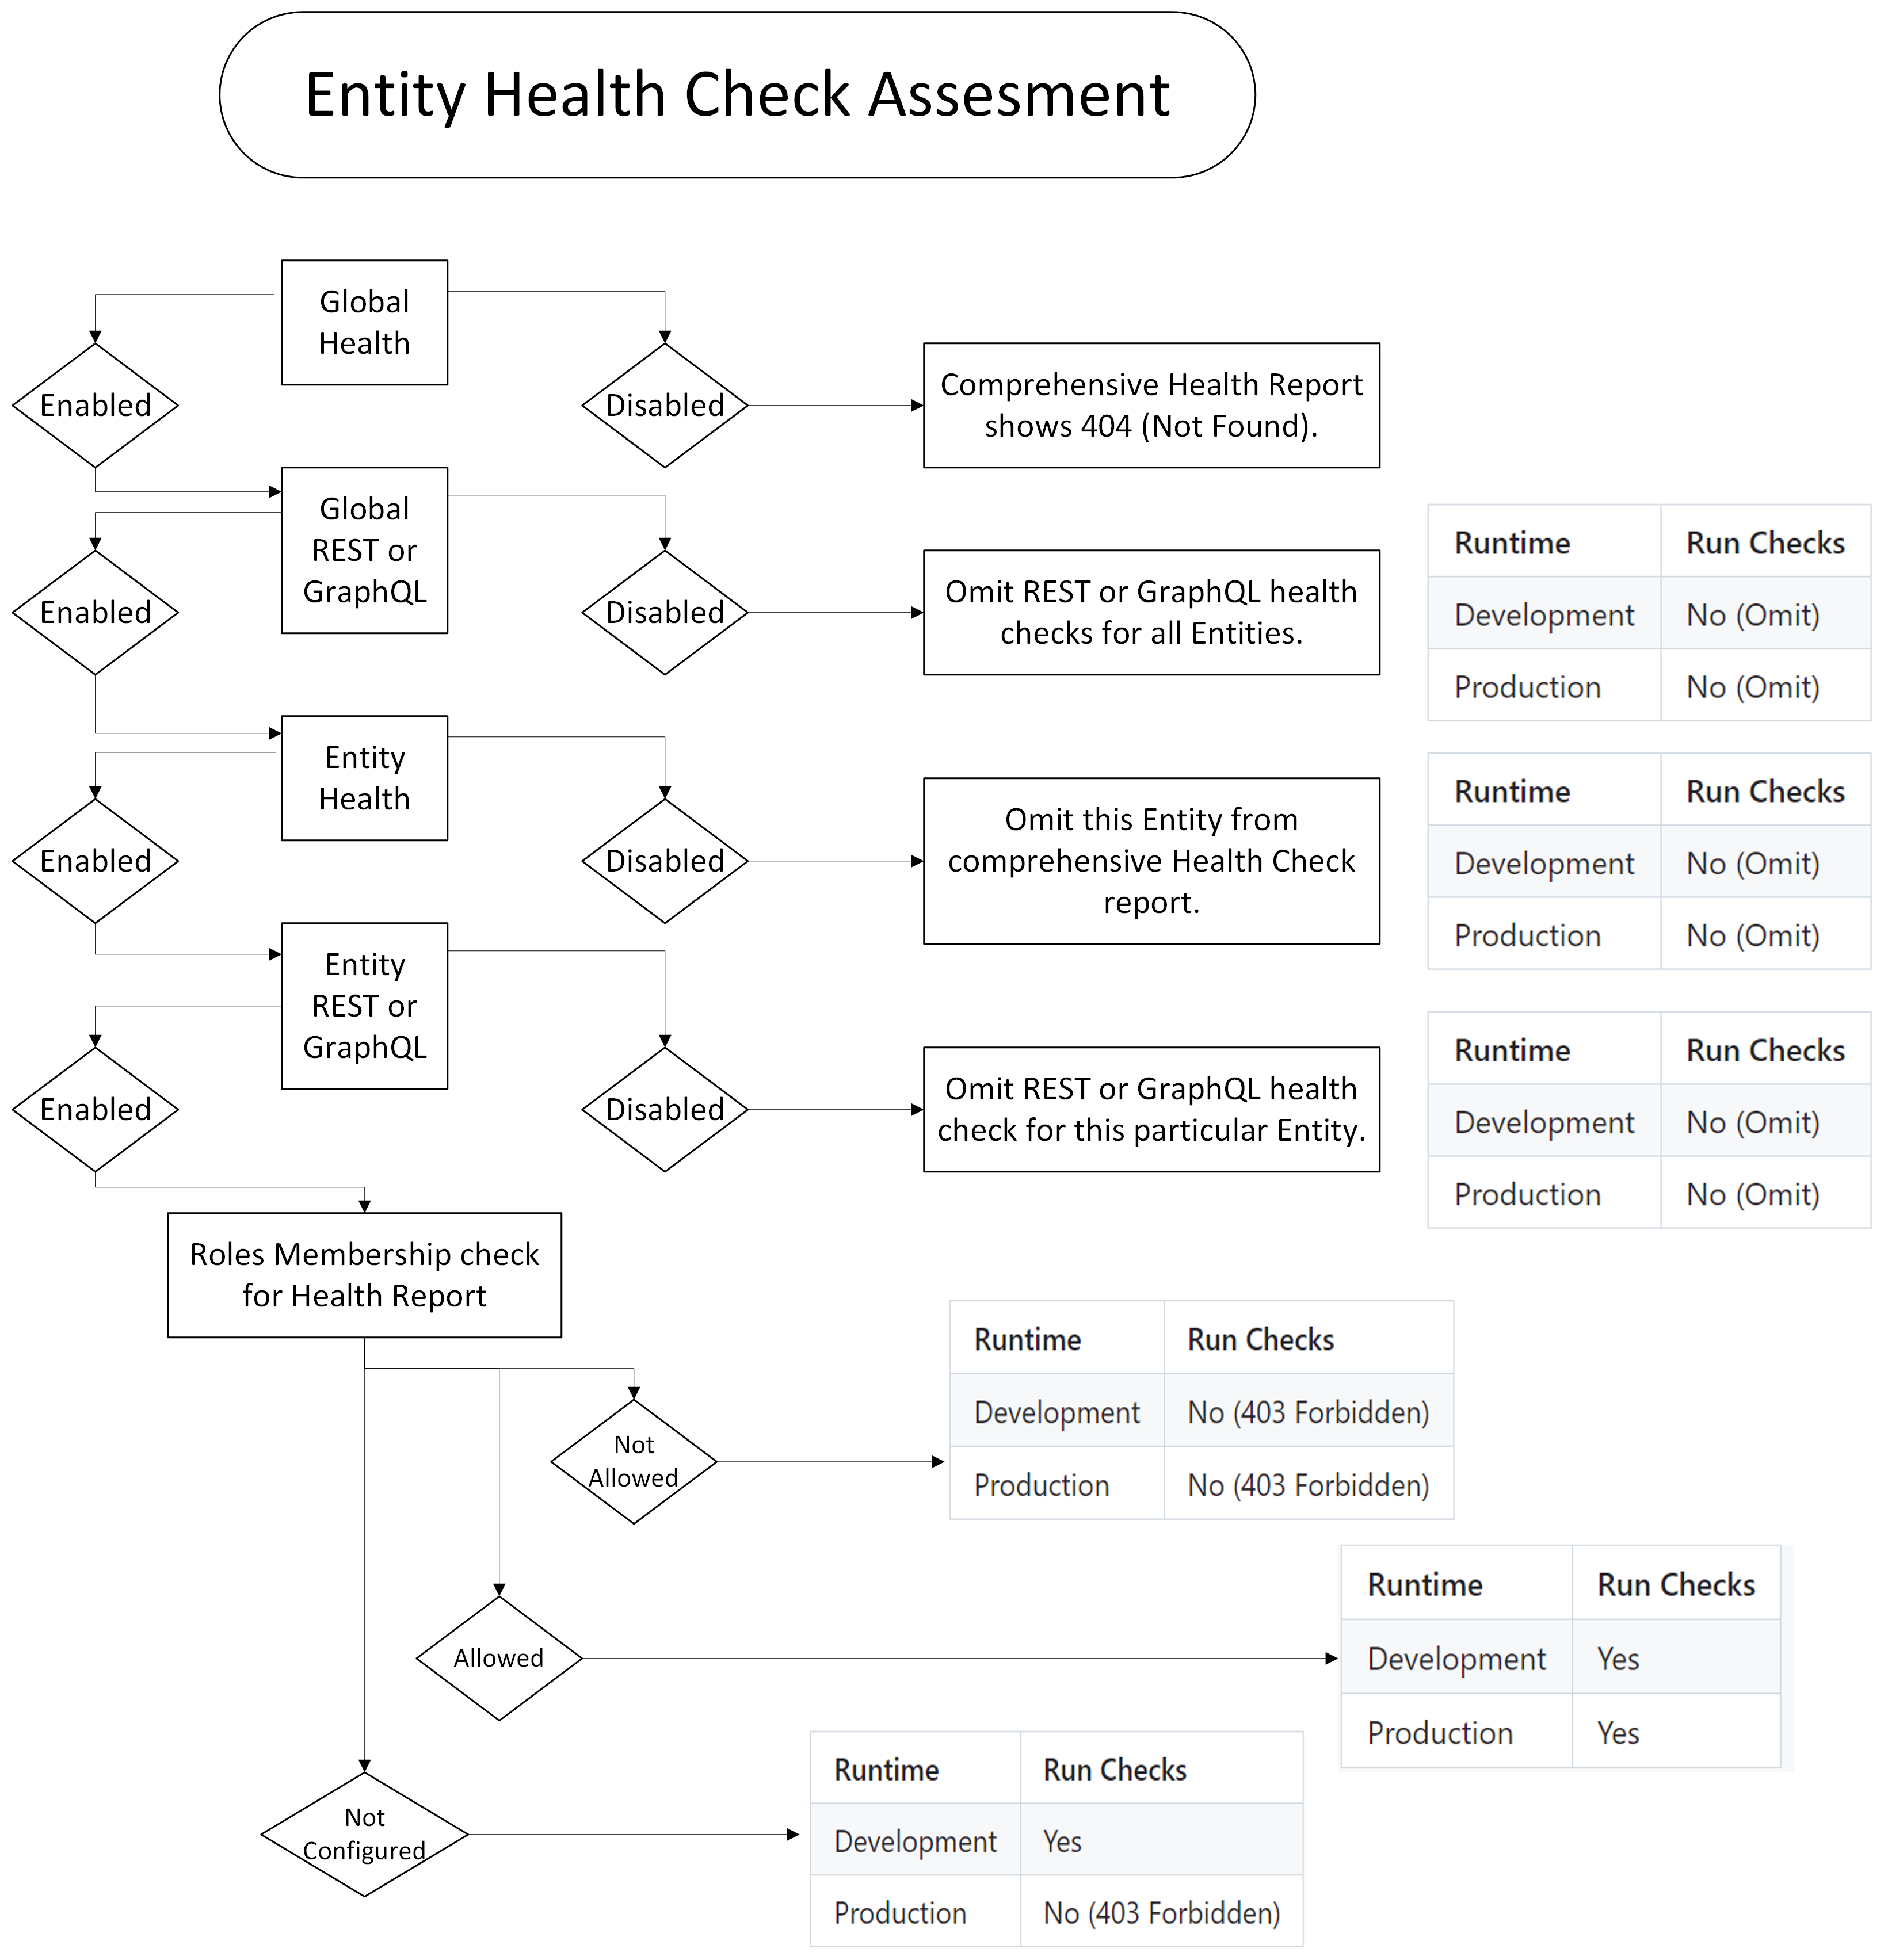 Entity Health Check Assesment
Global
Health
Enabled
Disabled
Comprehensive Health Report
shows 404 (Not Found).
Global
REST or
GraphQL
Enabled
Disabled
Omit REST or GraphQL health
checks for all Entities.
Runtime Run Checks
Development No (Omit)
Production No (Omit)
Entity
Health
Enabled
Disabled
Omit this Entity from
comprehensive Health Check
report.
Runtime Run Checks
Development No (Omit)
Production No (Omit)
Entity
REST or
GraphQL
Enabled
Disabled
Omit REST or GraphQL health
check for this particular Entity.
Runtime Run Checks
Development No (Omit)
Production No (Omit)
Roles Membership check
for Health Report
Not
Allowed
Runtime Run Checks
Development No (403 Forbidden)
Production No (403 Forbidden)
Allowed
Runtime Run Checks
Development Yes
Production Yes
Not
Configured
Runtime Run Checks
Development Yes
Production No (403 Forbidden)